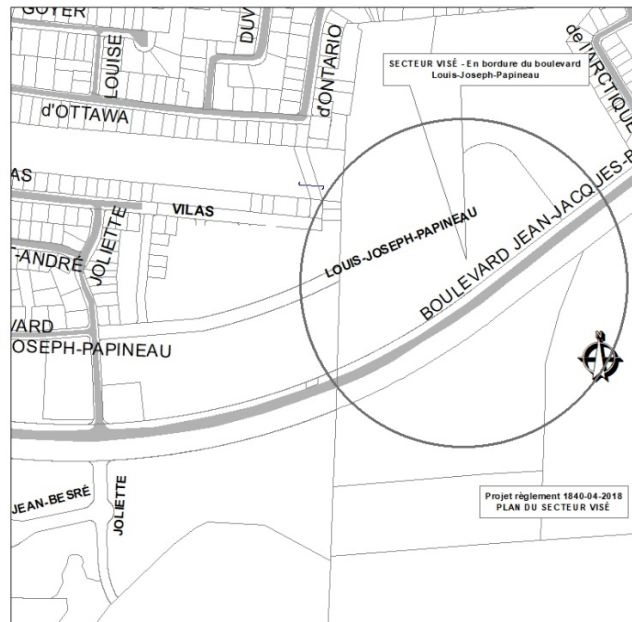 GOYER
LOUISE
DUV
d'OTTAWA
d'ONTARIO
SECTEUR VISÉ - En bordure du boulevard
Louis-Joseph-Papineau
de l'ARCTIQUE
AS
VILAS
JOLIETTE
T-ANDRÉ
LOUIS-JOSEPH-PAPINEAU
BOULEVARD JEAN-JACQUES-B
VARD
OSEPH-PAPINEAU
JEAN-BESRÉ
JOLIETTE
Projet règlement 1840-04-2018
PLAN DU SECTEUR VISÉ